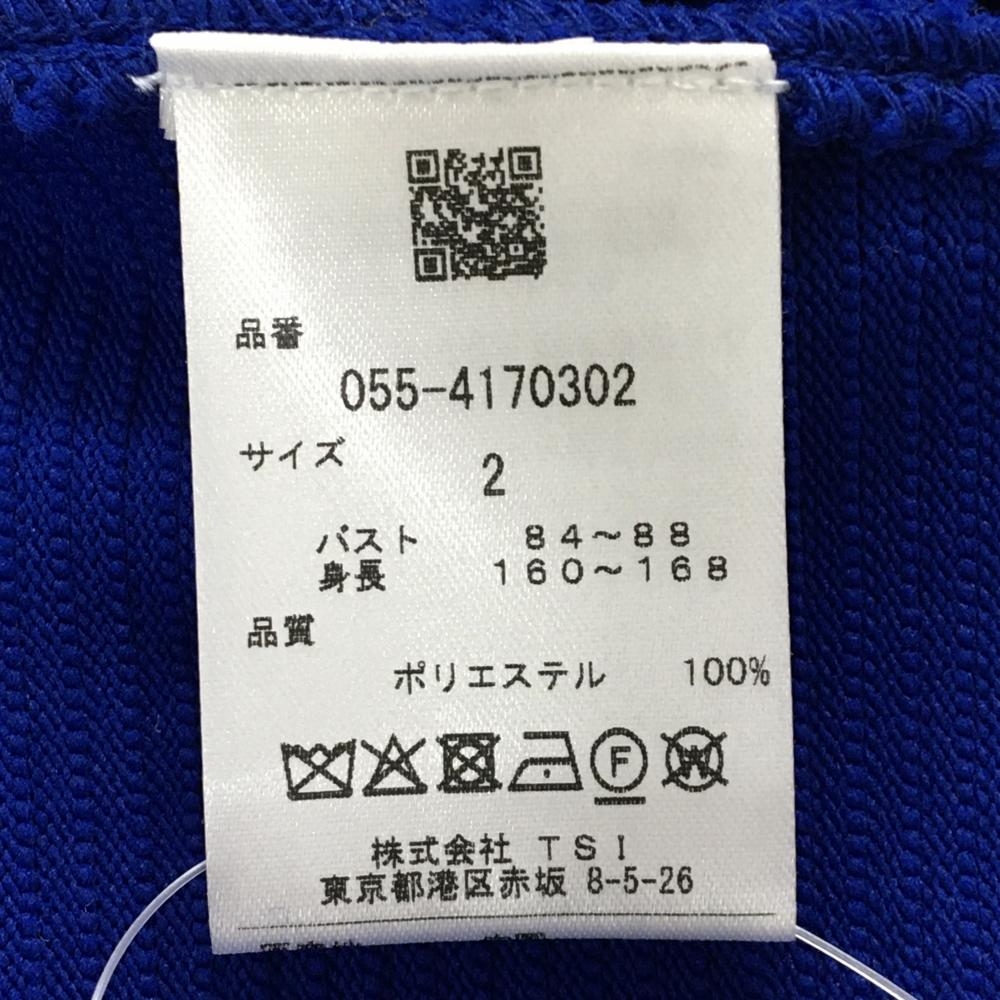 品番
055-4170302
サイズ 2
バスト 84～88
身長 160～168
品質
ポリエステル 100%
F W
株式会社 TSI
東京都港区赤坂 8-5-26